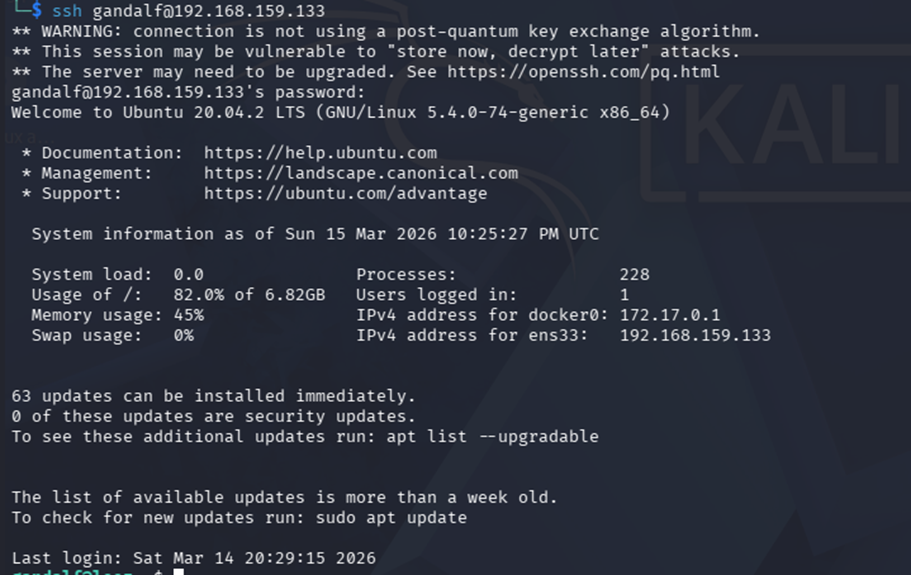 └─$ ssh gandalf@192.168.159.133
** WARNING: connection is not using a post-quantum key exchange algorithm.
** This session may be vulnerable to "store now, decrypt later" attacks.
** The server may need to be upgraded. See https://openssh.com/pq.html
gandalf@192.168.159.133's password:
Welcome to Ubuntu 20.04.2 LTS (GNU/Linux 5.4.0-74-generic x86_64)
KALI
 * Documentation:  https://help.ubuntu.com
 * Management:     https://landscape.canonical.com
 * Support:        https://ubuntu.com/advantage
  System information as of Sun 15 Mar 2026 10:25:27 PM UTC
  System load:  0.0               Processes:                228
  Usage of /:   82.0% of 6.82GB   Users logged in:          1
  Memory usage: 45%               IPv4 address for docker0: 172.17.0.1
  Swap usage:   0%                IPv4 address for ens33:   192.168.159.133
63 updates can be installed immediately.
0 of these updates are security updates.
To see these additional updates run: apt list --upgradable
The list of available updates is more than a week old.
To check for new updates run: sudo apt update
Last login: Sat Mar 14 20:29:15 2026